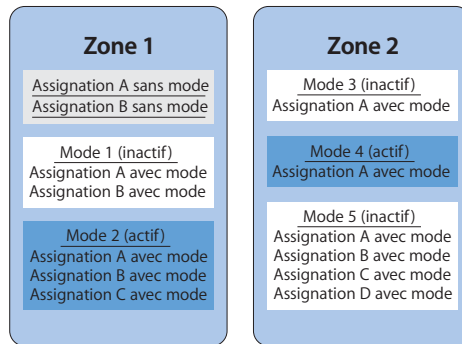 Zone 1
Assignation A sans mode
Assignation B sans mode
Mode 1 (inactif)
Assignation A avec mode
Assignation B avec mode
Mode 2 (actif)
Assignation A avec mode
Assignation B avec mode
Assignation C avec mode
Zone 2
Mode 3 (inactif)
Assignation A avec mode
Mode 4 (actif)
Assignation A avec mode
Mode 5 (inactif)
Assignation A avec mode
Assignation B avec mode
Assignation C avec mode
Assignation D avec mode